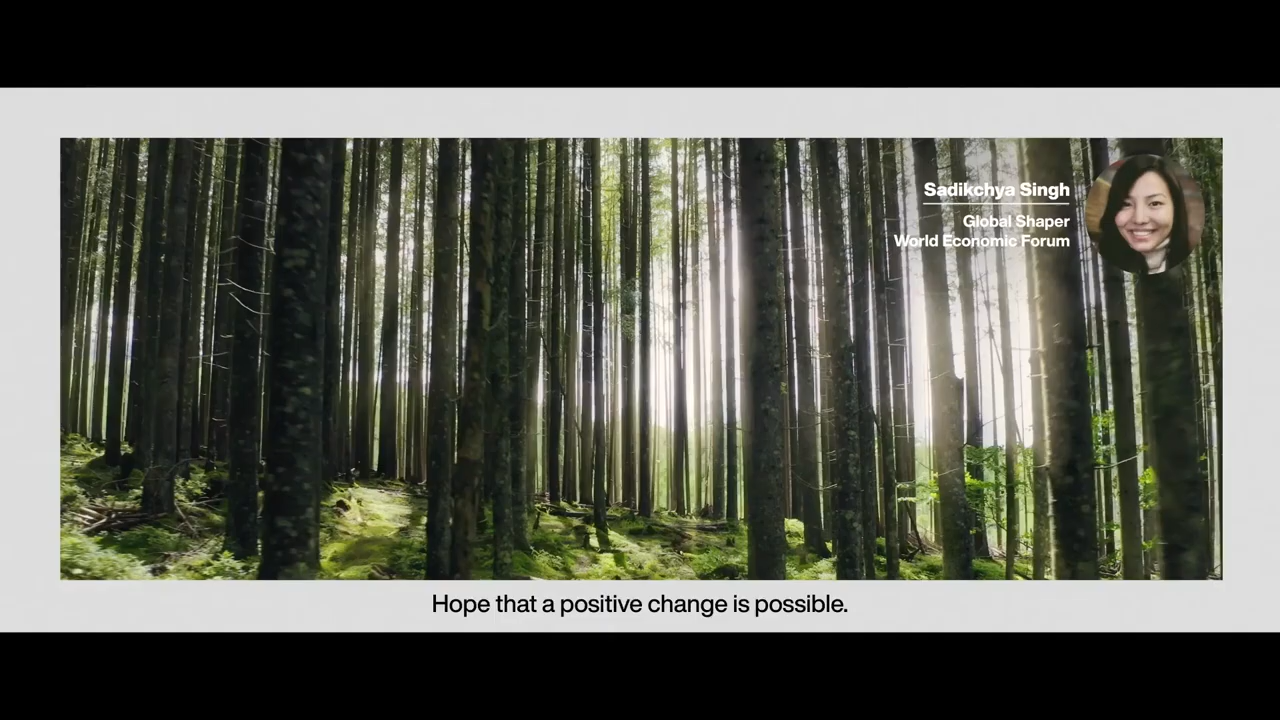 Sadikchya Singh
Global Shaper
World Economic Forum
Hope that a positive change is possible.